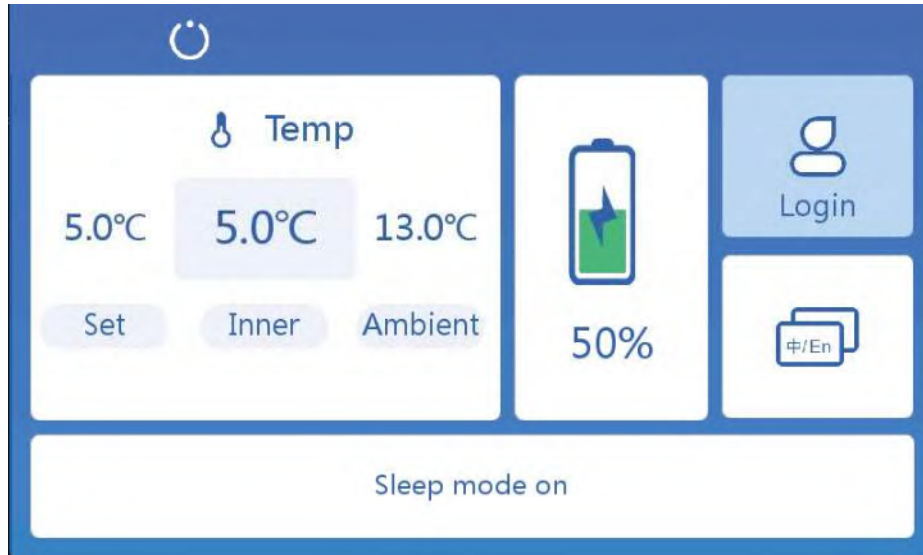 Temp
5.0℃ 5.0℃ 13.0℃
Set Inner Ambient
50%
Login
中/En
Sleep mode on